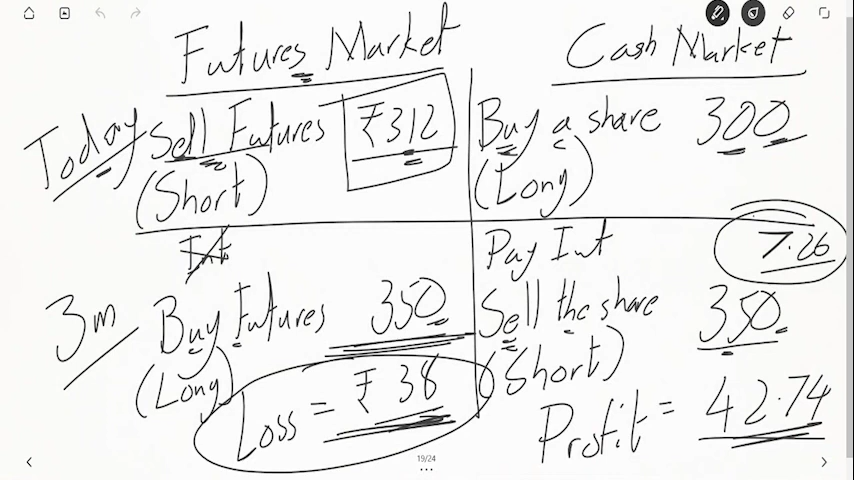 Futures Market
Cash Market
Today
Sell Futures ₹312
(Short)
Buy a share 300
(Long)
Int
3m
Buy Futures 350
(Long)
Loss = ₹38
Pay Int 7.26
Sell the share 350
(Short)
Profit = 42.74
19/24